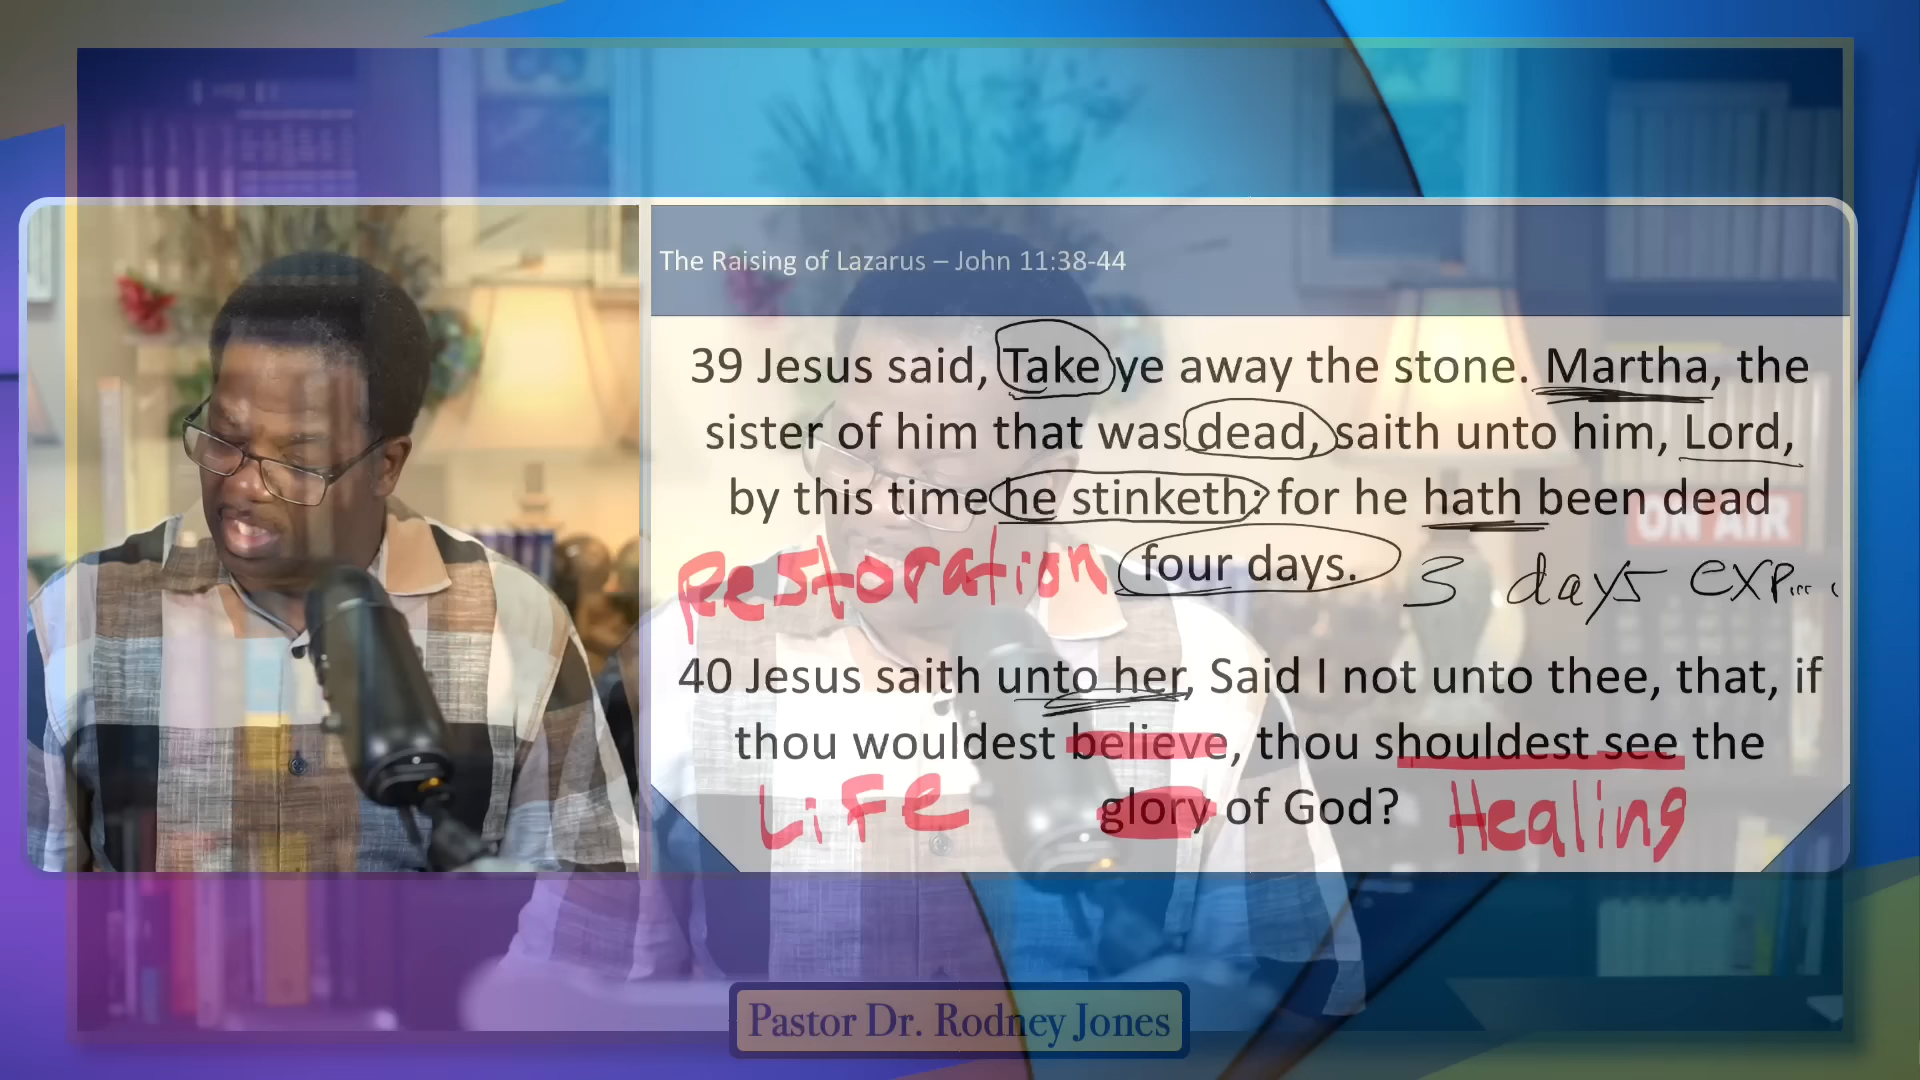 The Raising of Lazarus – John 11:38-44
39 Jesus said, Take ye away the stone. Martha, the
sister of him that was dead, saith unto him, Lord,
by this time he stinketh: for he hath been dead
Restoration four days. 3 days exp...
ON AIR
40 Jesus saith unto her, Said I not unto thee, that, if
thou wouldest believe, thou shouldest see the
Life glory of God? Healing
Pastor Dr. Rodney Jones